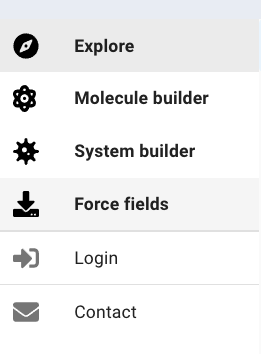 Explore
Molecule builder
System builder
Force fields
Login
Contact